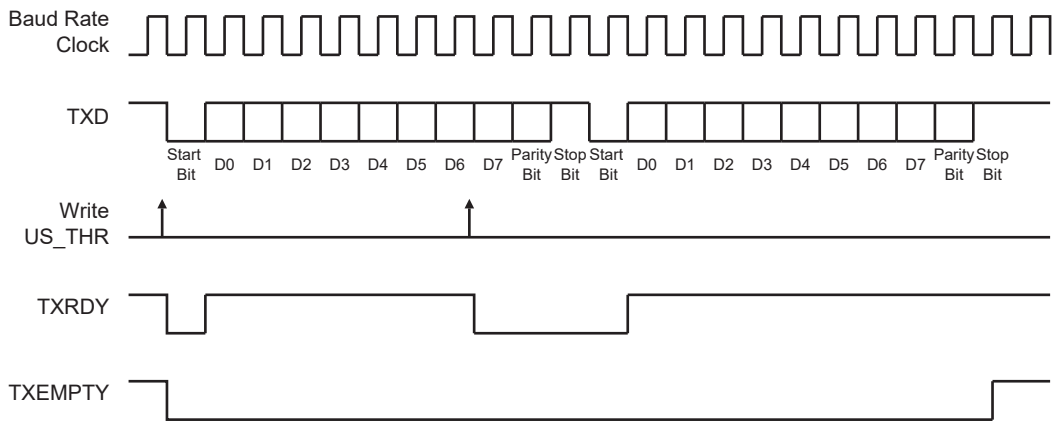 Baud Rate
Clock
TXD
Start
Bit
D0
D1
D2
D3
D4
D5
D6
D7
Parity
Bit
Stop
Bit
Start
Bit
D0
D1
D2
D3
D4
D5
D6
D7
Parity
Bit
Stop
Bit
Write
US_THR
TXRDY
TXEMPTY